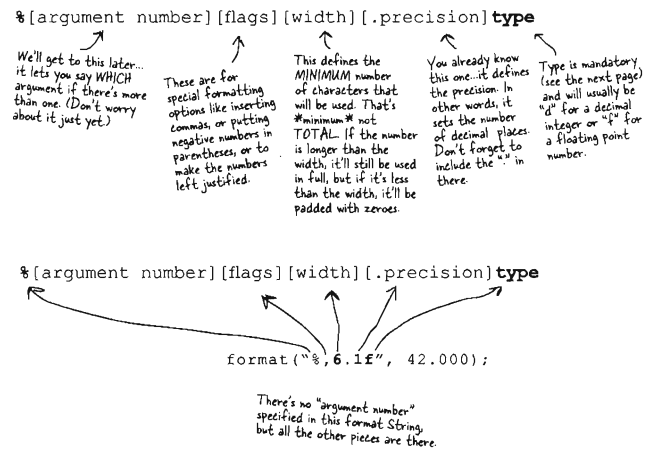 %[argument number][flags][width][.precision]type
We'll get to this later...
it lets you say WHICH
argument if there's more
than one. (Don't worry
about it just yet.)
These are for
special formatting
options like inserting
commas, or putting
negative numbers in
parentheses, or to
make the numbers
left justified.
This defines the
MINIMUM number
of characters that
will be used. That's
*minimum* not
TOTAL. If the number
is longer than the
width, it'll still be used
in full, but if it's less
than the width, it'll be
padded with zeroes.
You already know
this one...it defines
the precision. In
other words, it
sets the number
of decimal places.
Don't forget to
include the "." in
there.
Type is mandatory
(see the next page)
and will usually be
"d" for a decimal
integer or "f" for
a floating point
number.
%[argument number][flags][width][.precision]type
format("%,6.1f", 42.000);
There's no "argument number"
specified in this format String,
but all the other pieces are there.